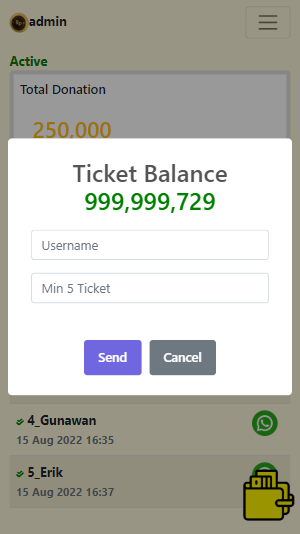 admin
Active
Total Donation
250,000
Ticket Balance
999,999,729
Username
Min 5 Ticket
Send
Cancel
4_Gunawan
15 Aug 2022 16:35
5_Erik
15 Aug 2022 16:37